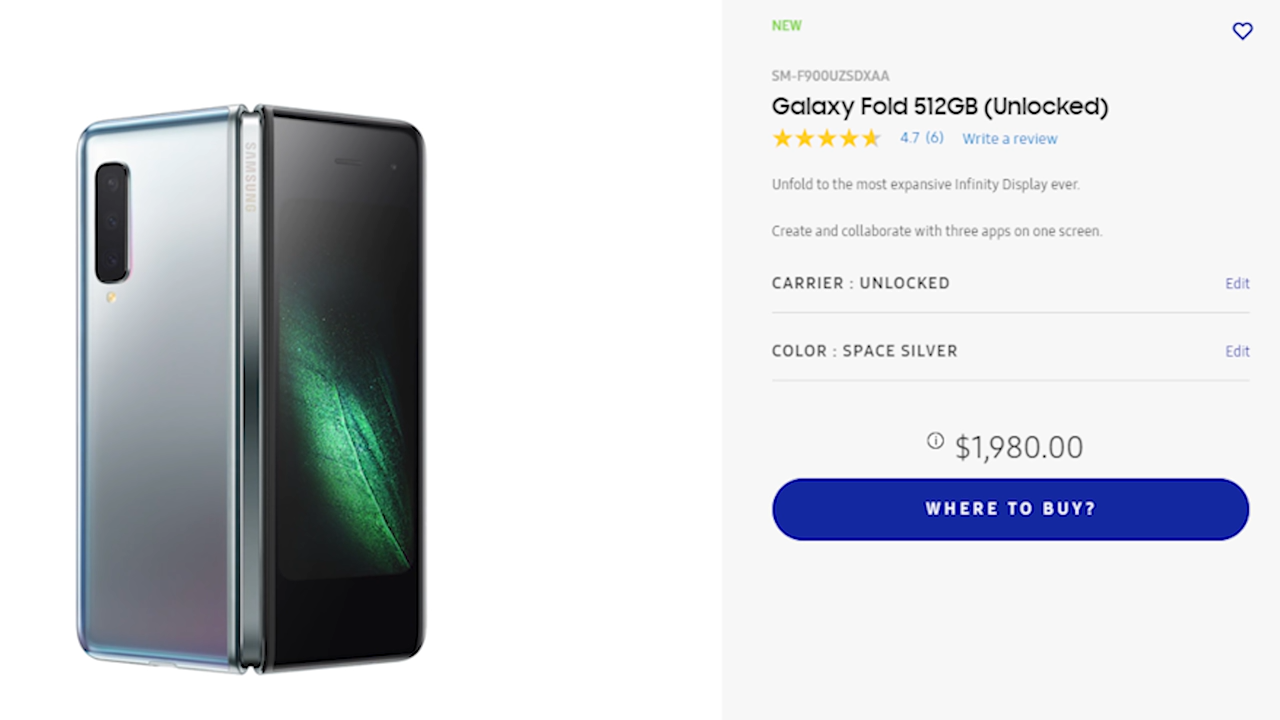 SAMSUNG
NEW
SM-F900UZSDXAA
Galaxy Fold 512GB (Unlocked)
4.7 (6) Write a review
Unfold to the most expansive Infinity Display ever.
Create and collaborate with three apps on one screen.
CARRIER : UNLOCKED Edit
COLOR : SPACE SILVER Edit
$1,980.00
WHERE TO BUY?